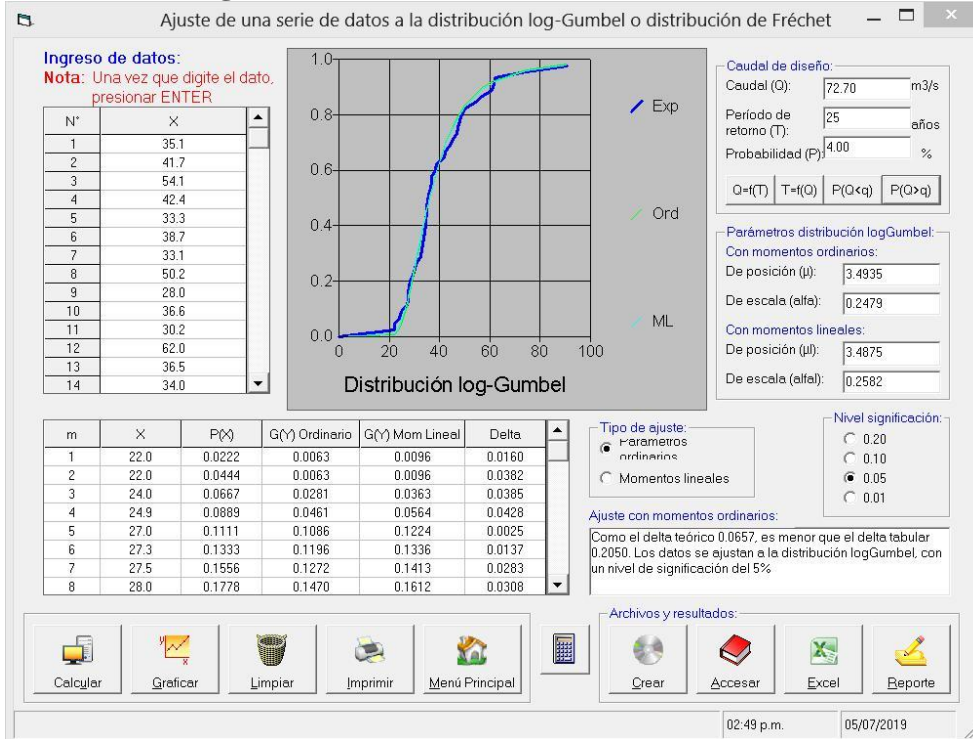 Ajuste de una serie de datos a la distribución log-Gumbel o distribución de Fréchet
Ingreso de datos:
Nota: Una vez que digite el dato,
presionar ENTER
N° X
1 35.1
2 41.7
3 54.1
4 42.4
5 33.3
6 38.7
7 33.1
8 50.2
9 28.0
10 36.6
11 30.2
12 62.0
13 36.5
14 34.0
1.0
0.8
0.6
0.4
0.2
0.0
0 20 40 60 80 100
Exp
Ord
ML
Distribución log-Gumbel
Caudal de diseño:
Caudal (Q): 72.70 m3/s
Período de
retorno (T): 25 años
Probabilidad (P): 4.00 %
Q=f(T) T=f(Q) P(Q<q) P(Q>q)
Parámetros distribución logGumbel:
Con momentos ordinarios:
De posición (µ): 3.4935
De escala (alfa): 0.2479
Con momentos lineales:
De posición (µl): 3.4875
De escala (alfal): 0.2582
m X P(X) G(Y) Ordinario G(Y) Mom Lineal Delta
1 22.0 0.0222 0.0063 0.0096 0.0160
2 22.0 0.0444 0.0063 0.0096 0.0382
3 24.0 0.0667 0.0281 0.0363 0.0385
4 24.9 0.0889 0.0461 0.0564 0.0428
5 27.0 0.1111 0.1086 0.1224 0.0025
6 27.3 0.1333 0.1196 0.1336 0.0137
7 27.5 0.1556 0.1272 0.1413 0.0283
8 28.0 0.1778 0.1470 0.1612 0.0308
Tipo de ajuste:
Parámetros
ordinarios
Momentos lineales
Nivel significación:
0.20
0.10
0.05
0.01
Ajuste con momentos ordinarios:
Como el delta teórico 0.0657, es menor que el delta tabular
0.2050. Los datos se ajustan a la distribución logGumbel, con
un nivel de significación del 5%
Calcular Graficar Limpiar Imprimir Menú Principal
Archivos y resultados:
Crear Accesar Excel Reporte
02:49 p.m. 05/07/2019